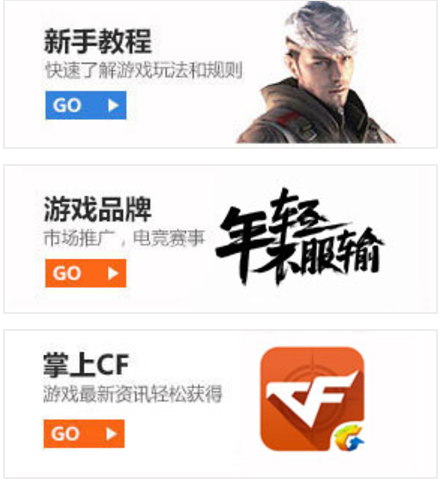 新手教程
快速了解游戏玩法和规则
GO
游戏品牌
市场推广，电竞赛事
GO
年轻
不服输
掌上CF
游戏最新资讯轻松获得
GO
CF